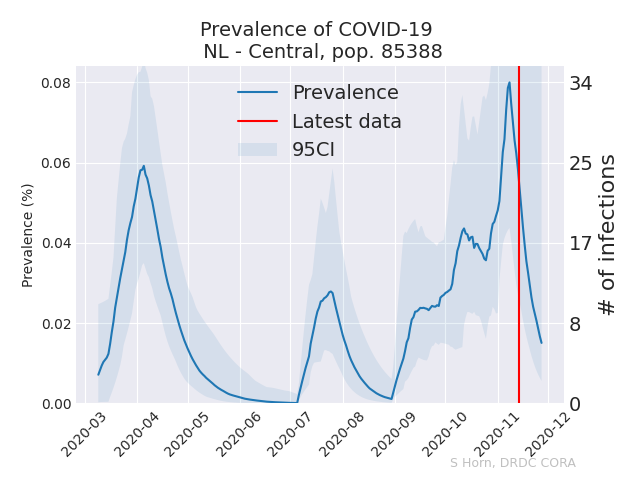 Prevalence of COVID-19
NL - Central, pop. 85388
Prevalence
Latest data
95CI
Prevalence (%)
0.08
0.06
0.04
0.02
0.00
34
25
17
8
0
# of infections
2020-03
2020-04
2020-05
2020-06
2020-07
2020-08
2020-09
2020-10
2020-11
2020-12
S Horn, DRDC CORA